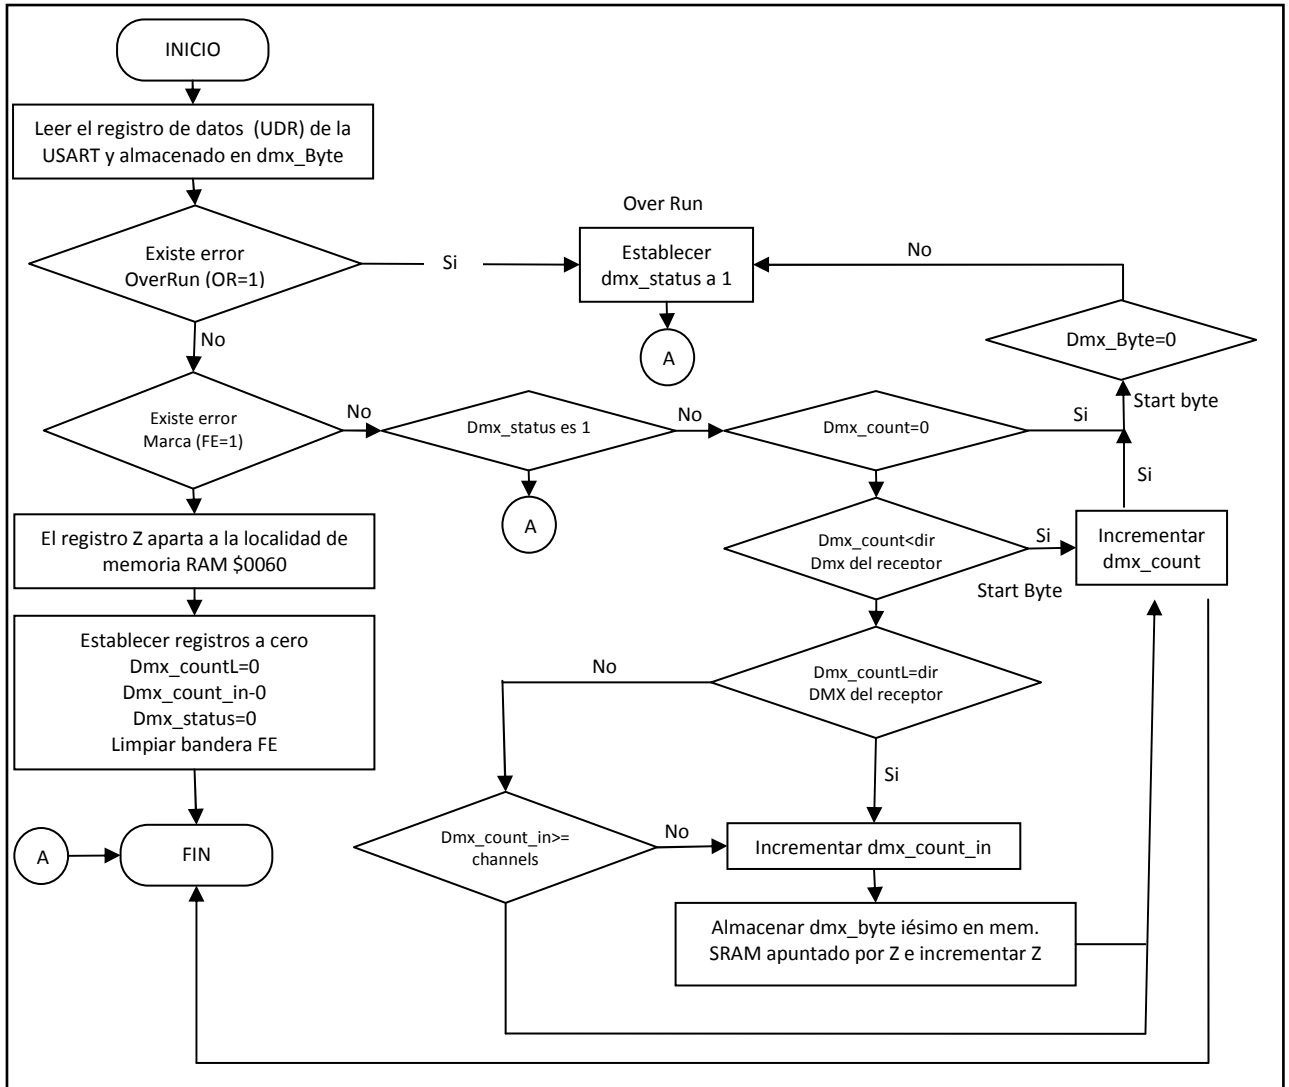 INICIO
Leer el registro de datos (UDR) de la
USART y almacenado en dmx_Byte
Over Run
Existe error
OverRun (OR=1)
Si
Establecer
dmx_status a 1
No
No
A
Dmx_Byte=0
Start byte
Existe error
Marca (FE=1)
No
Dmx_status es 1
No
Dmx_count=0
Si
Si
A
El registro Z aparta a la localidad de
memoria RAM $0060
Dmx_count<dir
Dmx del receptor
Si
Start Byte
Incrementar
dmx_count
Establecer registros a cero
Dmx_countL=0
Dmx_count_in-0
Dmx_status=0
Limpiar bandera FE
No
Dmx_countL=dir
DMX del receptor
Si
A
FIN
Dmx_count_in>=
channels
No
Incrementar dmx_count_in
Almacenar dmx_byte iésimo en mem.
SRAM apuntado por Z e incrementar Z